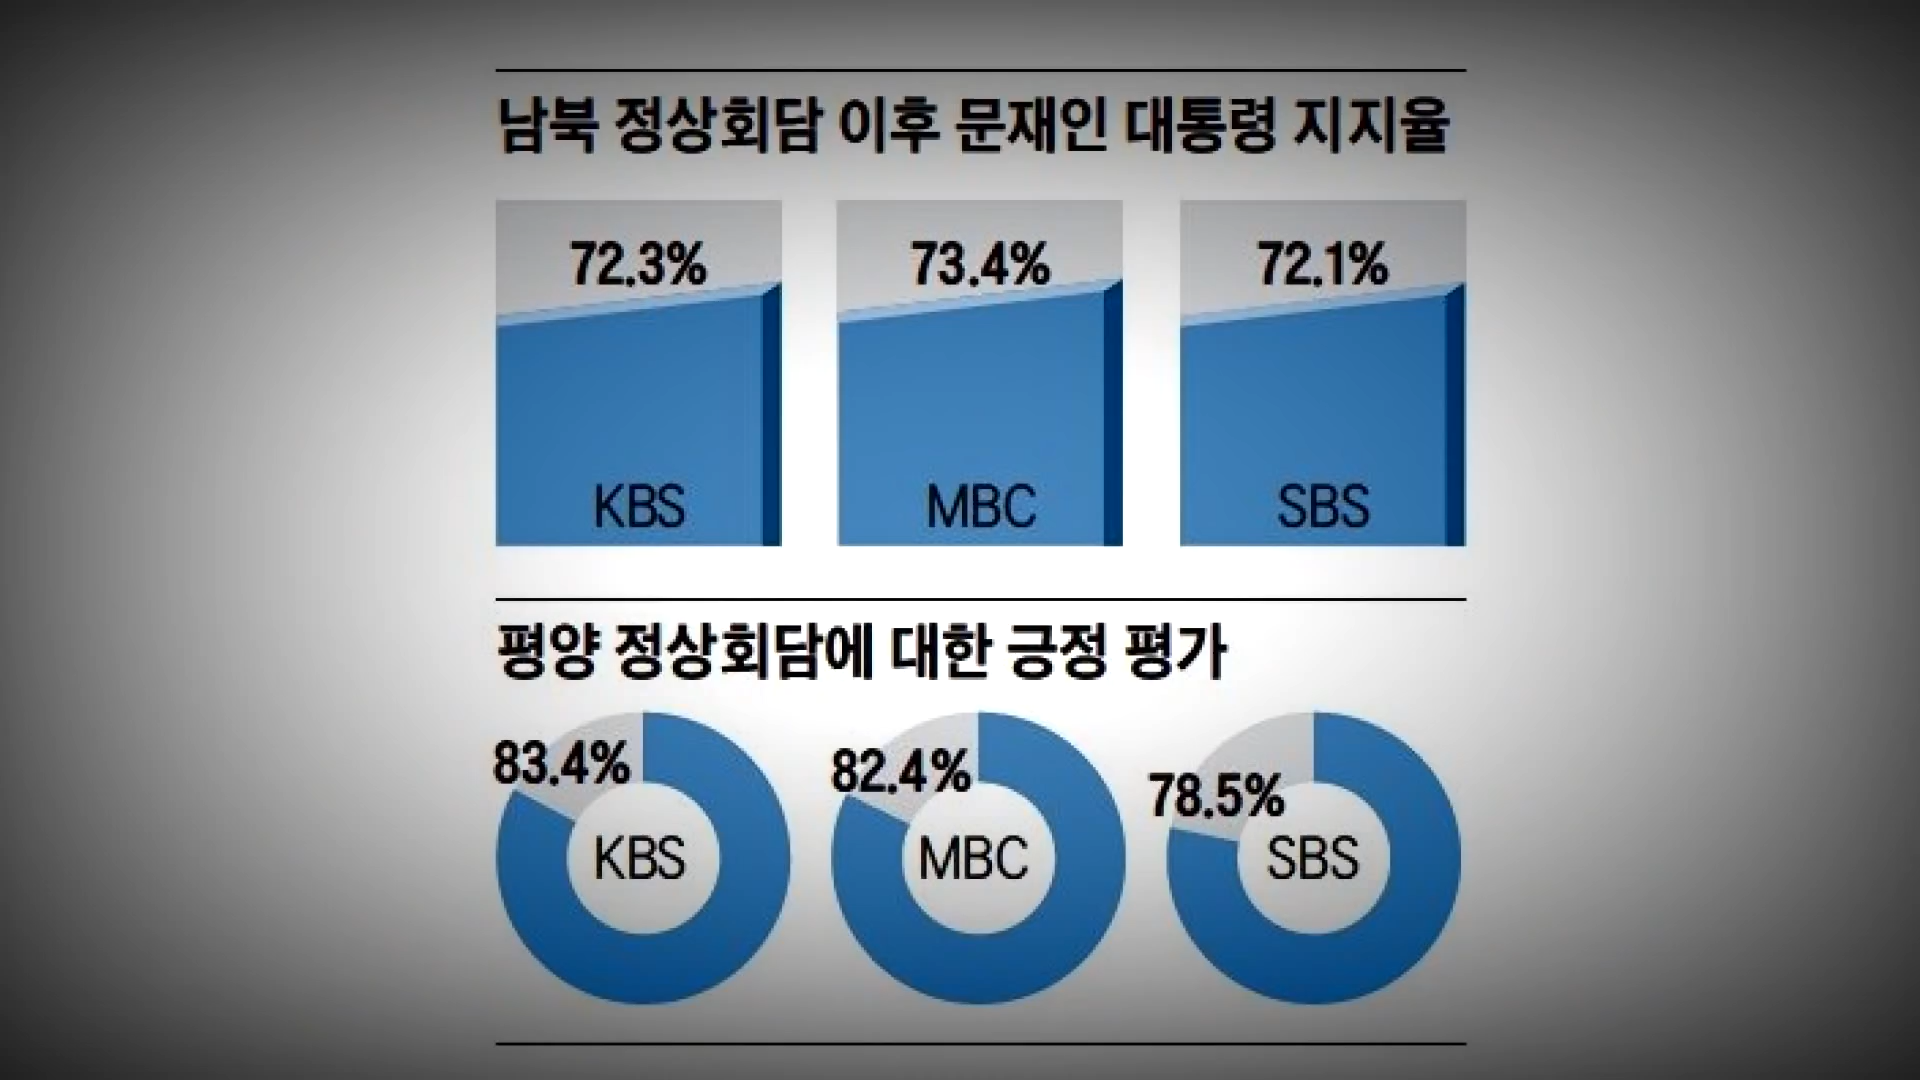 남북 정상회담 이후 문재인 대통령 지지율
72.3% 73.4% 72.1%
KBS MBC SBS
평양 정상회담에 대한 긍정 평가
83.4% 82.4% 78.5%
KBS MBC SBS